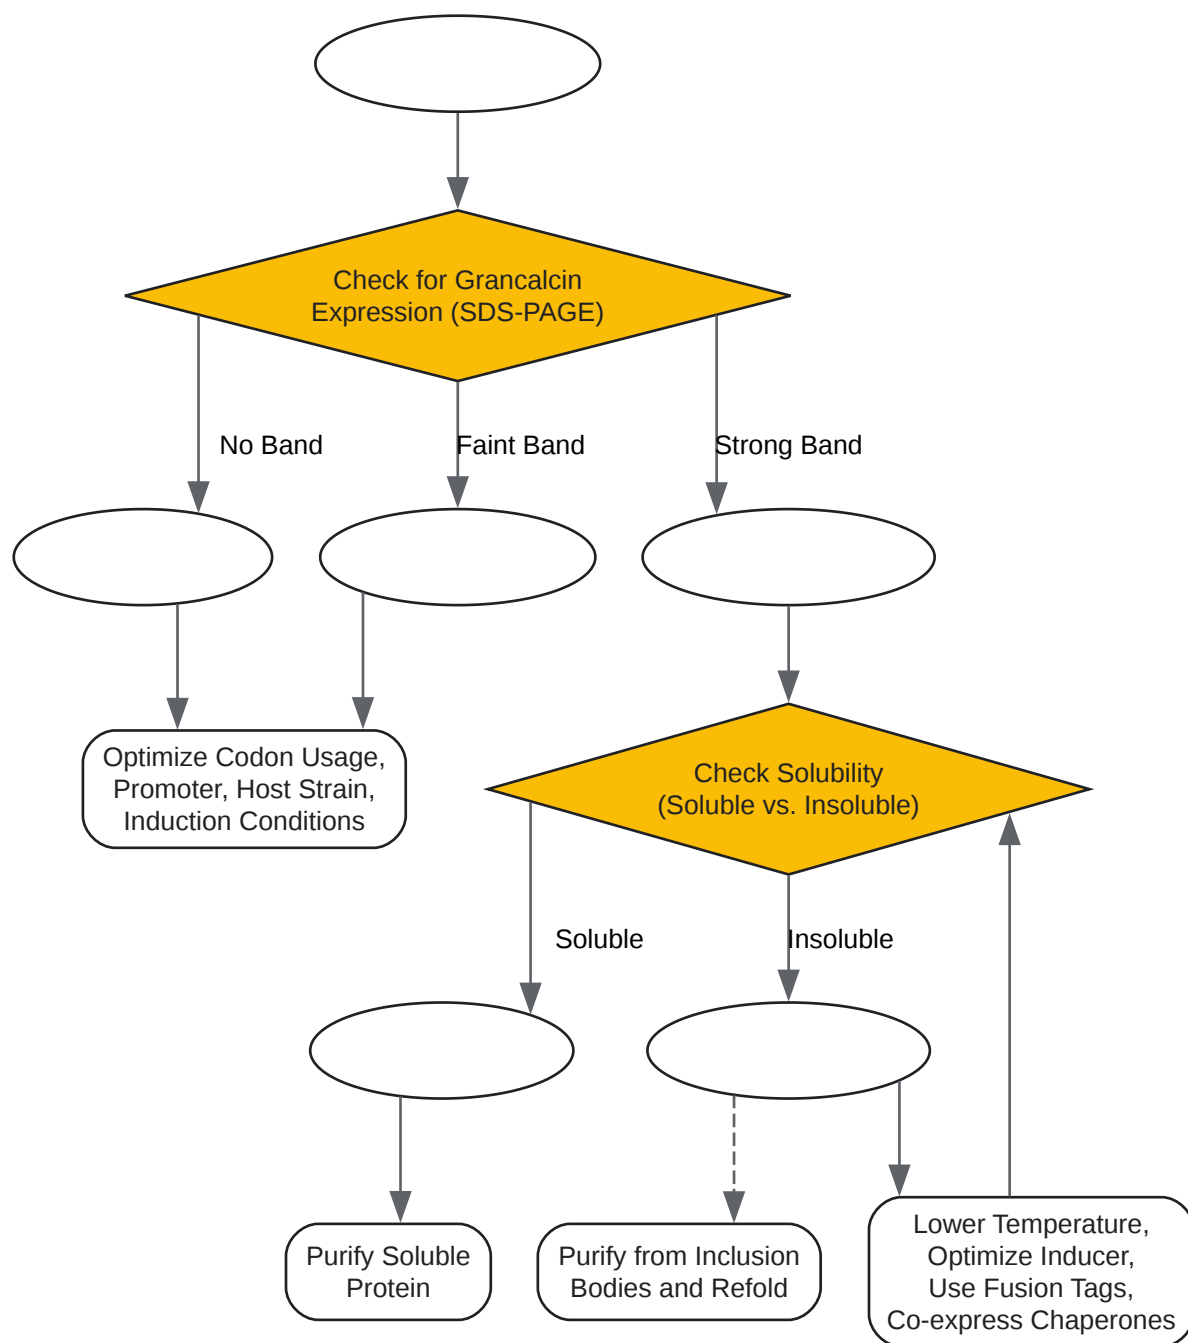 Check for Grancalcin
Expression (SDS-PAGE)
No Band
Faint Band
Strong Band
Optimize Codon Usage,
Promoter, Host Strain,
Induction Conditions
Check Solubility
(Soluble vs. Insoluble)
Soluble
Insoluble
Purify Soluble
Protein
Purify from Inclusion
Bodies and Refold
Lower Temperature,
Optimize Inducer,
Use Fusion Tags,
Co-express Chaperones